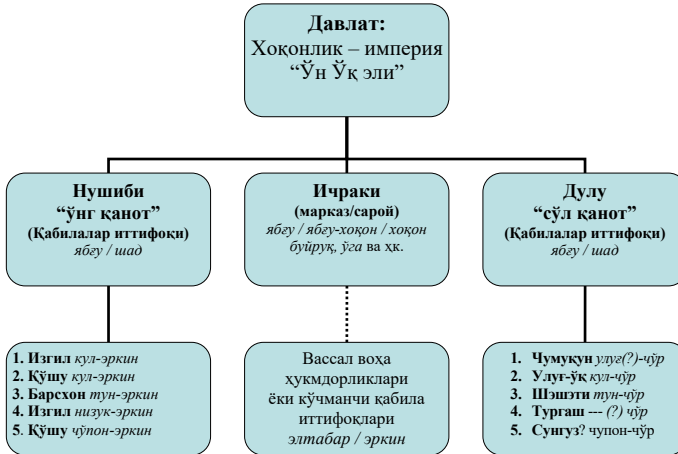 Давлат:
Хоқонлик – империя
“Ўн Ўқ эли”
Нушиби
“ўнг қанот”
(Қабилалар иттифоқи)
ябғу / шад
Ичраки
(марказ/сарой)
ябғу / ябғу-хоқон / хоқон
буйруқ, ўга ва ҳк.
Дулу
“сўл қанот”
(Қабилалар иттифоқи)
ябғу / шад
1. Изгил кул-эркин
2. Қўшу кул-эркин
3. Барсхон тун-эркин
4. Изгил низук-эркин
5. Қўшу чўпон-эркин
Вассал воҳа
ҳукмдорликлари
ёки кўчманчи қабила
иттифоқлари
элтабар / эркин
1. Чумуқун улуғ(?)-чўр
2. Улуғ-ўқ кул-чўр
3. Шэшэти тун-чўр
4. Тургаш --- (?) чўр
5. Сунгуз? чупон-чўр